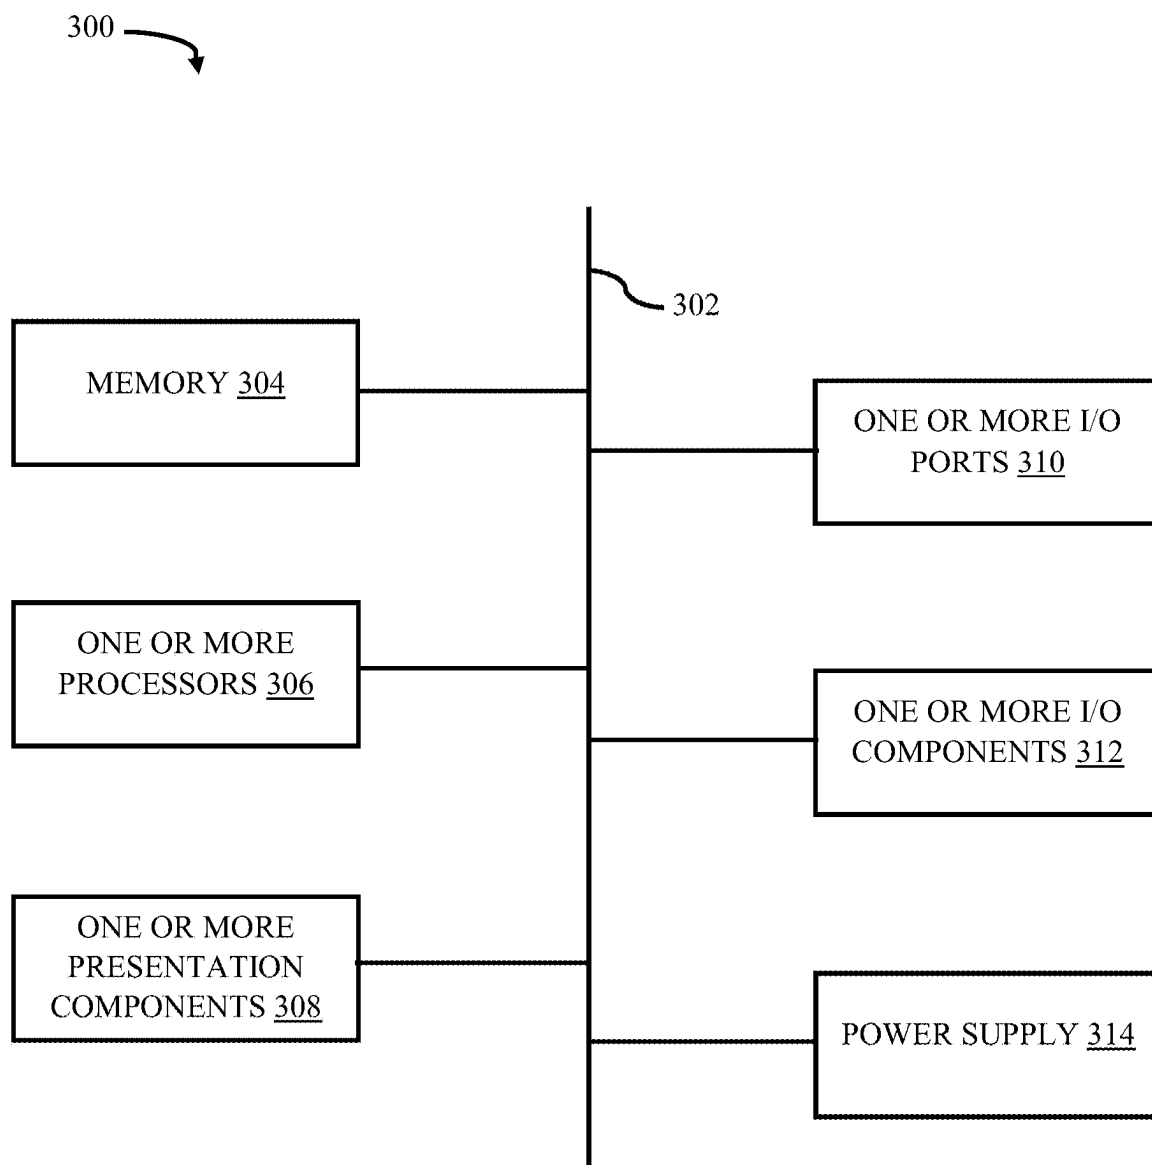 300
302
MEMORY 304
ONE OR MORE I/O
PORTS 310
ONE OR MORE
PROCESSORS 306
ONE OR MORE I/O
COMPONENTS 312
ONE OR MORE
PRESENTATION
COMPONENTS 308
POWER SUPPLY 314